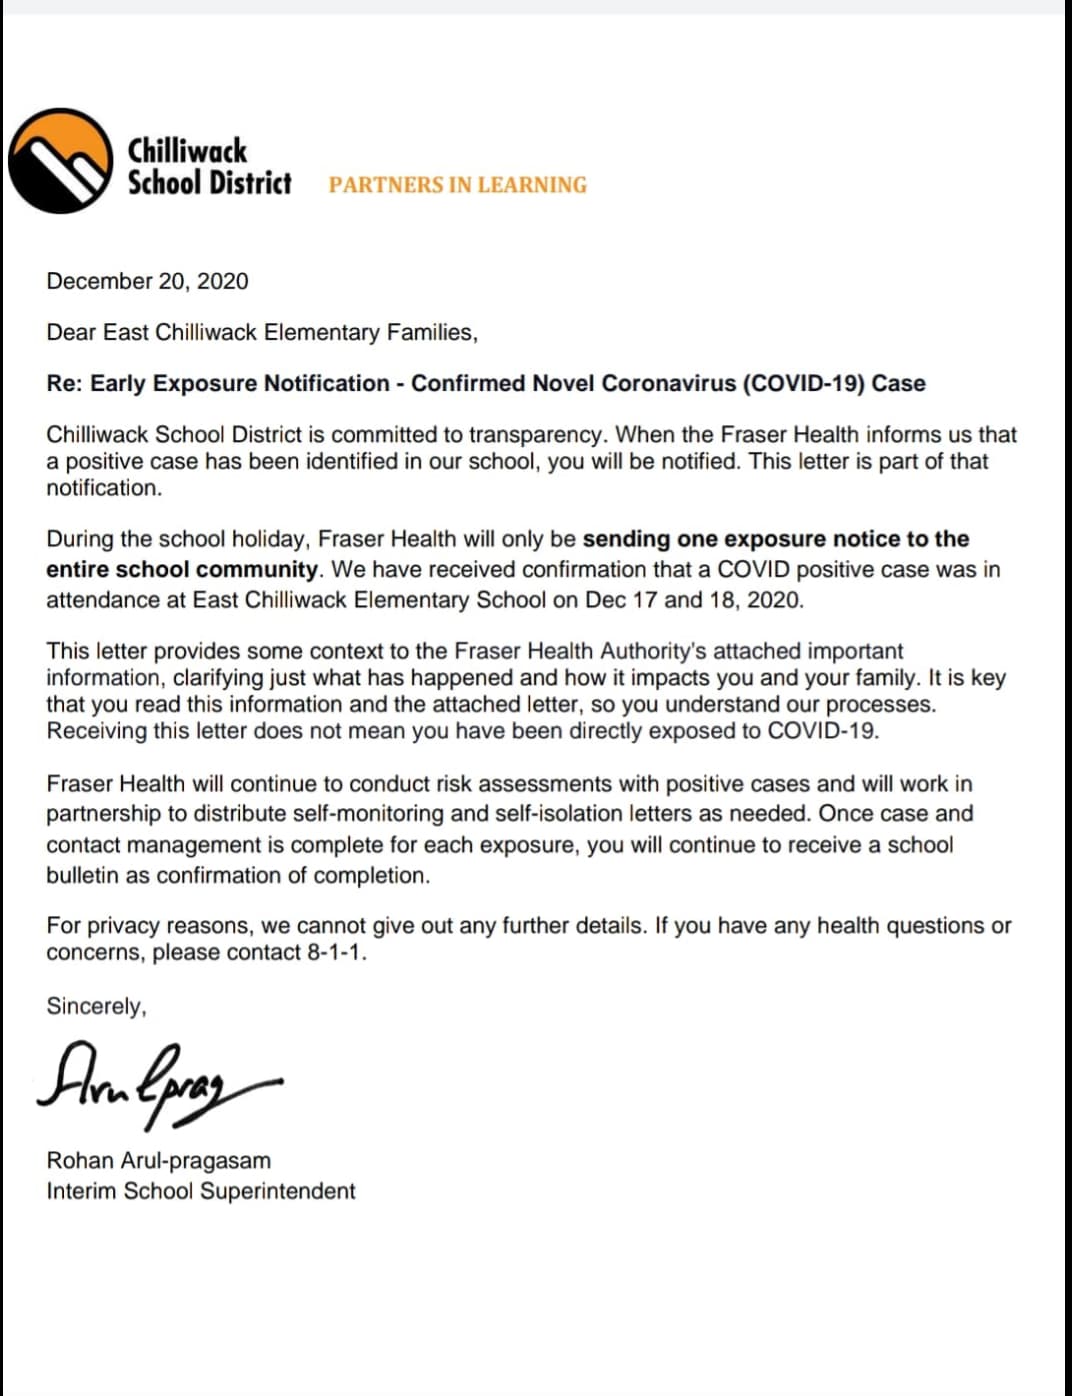 Chilliwack
School District PARTNERS IN LEARNING
December 20, 2020
Dear East Chilliwack Elementary Families,
Re: Early Exposure Notification - Confirmed Novel Coronavirus (COVID-19) Case
Chilliwack School District is committed to transparency. When the Fraser Health informs us that
a positive case has been identified in our school, you will be notified. This letter is part of that
notification.
During the school holiday, Fraser Health will only be sending one exposure notice to the
entire school community. We have received confirmation that a COVID positive case was in
attendance at East Chilliwack Elementary School on Dec 17 and 18, 2020.
This letter provides some context to the Fraser Health Authority's attached important
information, clarifying just what has happened and how it impacts you and your family. It is key
that you read this information and the attached letter, so you understand our processes.
Receiving this letter does not mean you have been directly exposed to COVID-19.
Fraser Health will continue to conduct risk assessments with positive cases and will work in
partnership to distribute self-monitoring and self-isolation letters as needed. Once case and
contact management is complete for each exposure, you will continue to receive a school
bulletin as confirmation of completion.
For privacy reasons, we cannot give out any further details. If you have any health questions or
concerns, please contact 8-1-1.
Sincerely,
Rohan Arul-pragasam
Interim School Superintendent